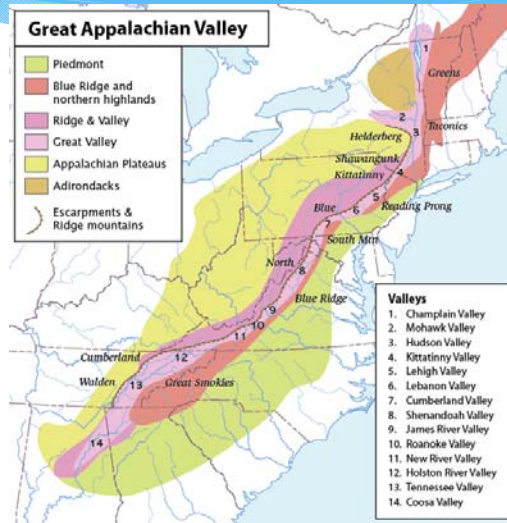 Great Appalachian Valley
Piedmont
Blue Ridge and
northern highlands
Ridge & Valley
Great Valley
Appalachian Plateaus
Adirondacks
Escarpments &
Ridge mountains
1
Greens
2
Helderberg
3
Taconics
Shawangunk
4
Kittatinny
5
Blue
6
Reading Prong
7
South Mtn
North
8
Blue Ridge
9
10
11
Cumberland
12
Walden
13
Great Smokies
14
Valleys
1. Champlain Valley
2. Mohawk Valley
3. Hudson Valley
4. Kittatinny Valley
5. Lehigh Valley
6. Lebanon Valley
7. Cumberland Valley
8. Shenandoah Valley
9. James River Valley
10. Roanoke Valley
11. New River Valley
12. Holston River Valley
13. Tennessee Valley
14. Coosa Valley